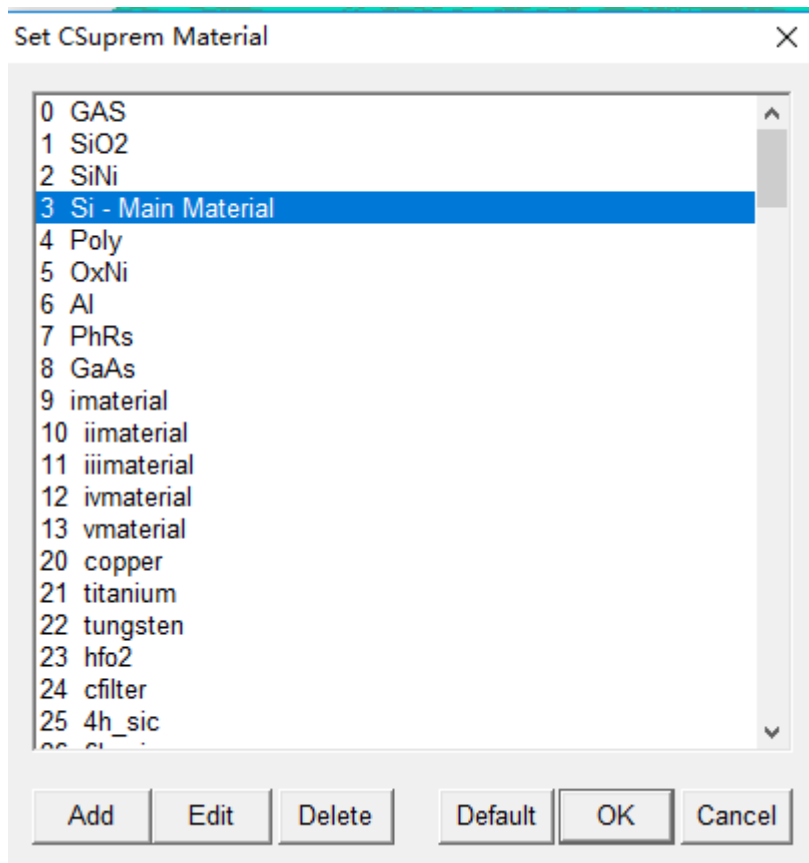 Set CSuprem Material
0 GAS
1 SiO2
2 SiNi
3 Si - Main Material
4 Poly
5 OxNi
6 Al
7 PhRs
8 GaAs
9 imaterial
10 iimaterial
11 iiimaterial
12 ivmaterial
13 vmaterial
20 copper
21 titanium
22 tungsten
23 hfo2
24 cfilter
25 4h_sic
Add Edit Delete Default OK Cancel